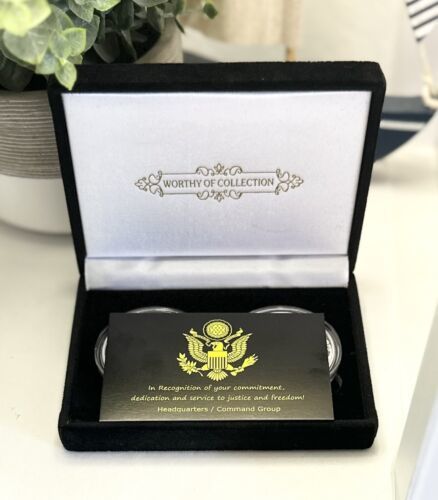 WORTHY OF COLLECTION
In Recognition of your commitment,
dedication and service to justice and freedom!
Headquarters / Command Group